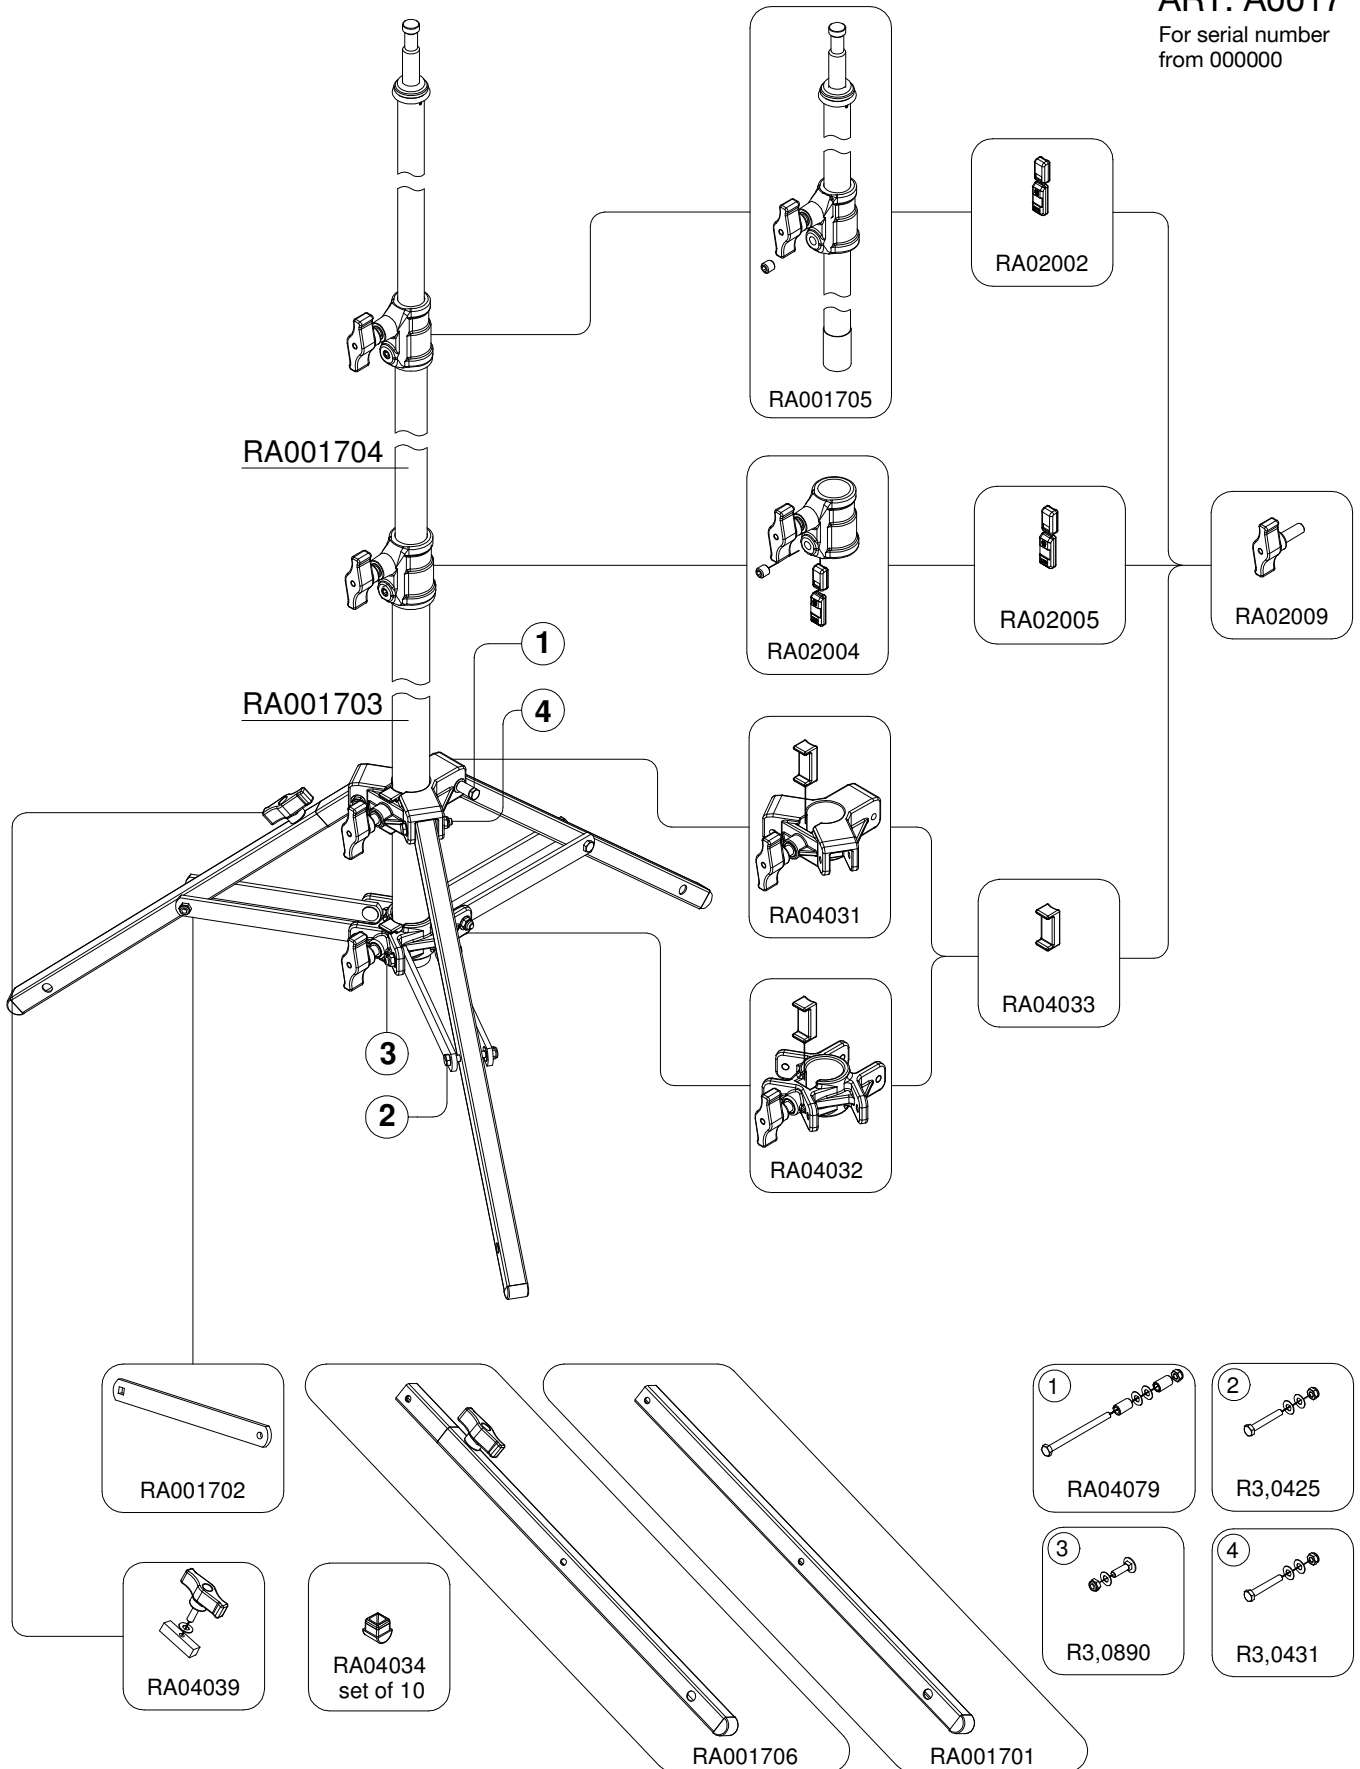 ART. A0017
For serial number
from 000000
RA02002
RA001705
RA001704
RA02004
RA02005
RA02009
1
RA001703
4
RA04031
RA04033
3
2
RA04032
RA001702
1
RA04079
2
R3,0425
3
R3,0890
4
R3,0431
RA04039
RA04034
set of 10
RA001706
RA001701